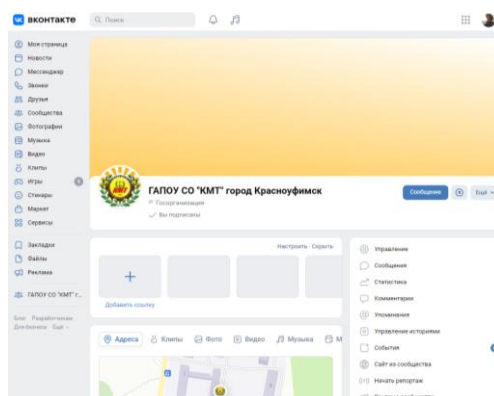 вконтакте
Поиск
Моя страница
Новости
Мессенджер
Звонки
Друзья
Сообщества
Фотографии
Музыка
Видео
Клипы
Игры
Стикеры
Маркет
Сервисы
Закладки
Файлы
Реклама
ГАПОУ СО "КМТ" г...
Блог Разработчикам
Для бизнеса Ещё
ГАПОУ СО "КМТ" город Красноуфимск
Госорганизация
Вы подписаны
Сообщение
Ещё
Настроить · Скрыть
Добавить ссылку
Адреса Клипы Фото Видео Музыка М
Управление
Сообщения
Статистика
Комментарии
Упоминания
Управление историями
События
Сайт из сообщества
Начать репортаж